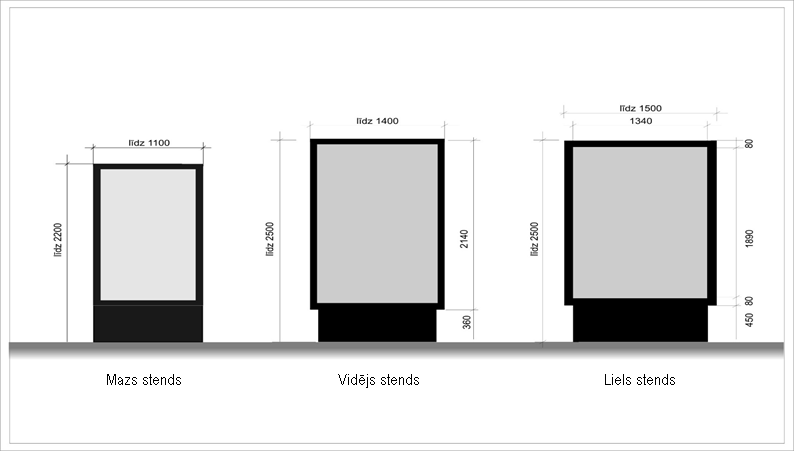 līdz 1100
līdz 2200
Mazs stends
līdz 1400
līdz 2500
2140
360
Vidējs stends
līdz 1500
1340
līdz 2500
80
1890
80
450
Liels stends